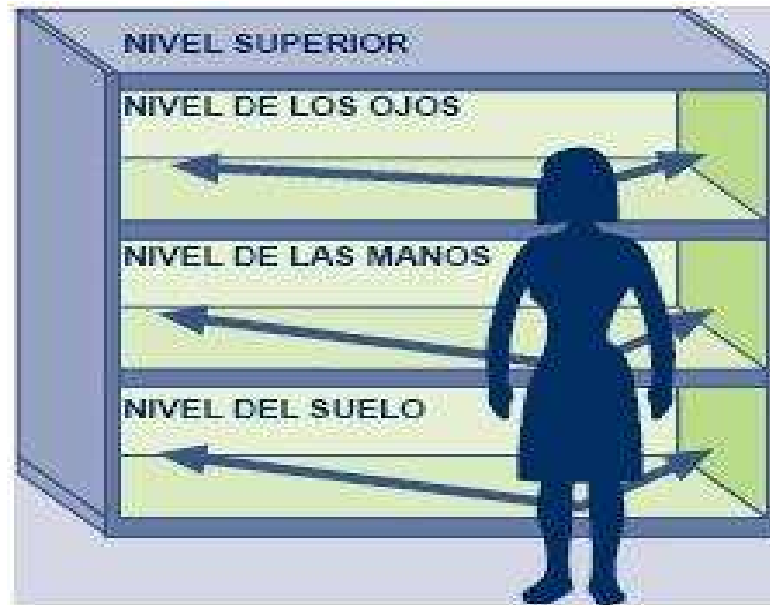 NIVEL SUPERIOR
NIVEL DE LOS OJOS
NIVEL DE LAS MANOS
NIVEL DEL SUELO